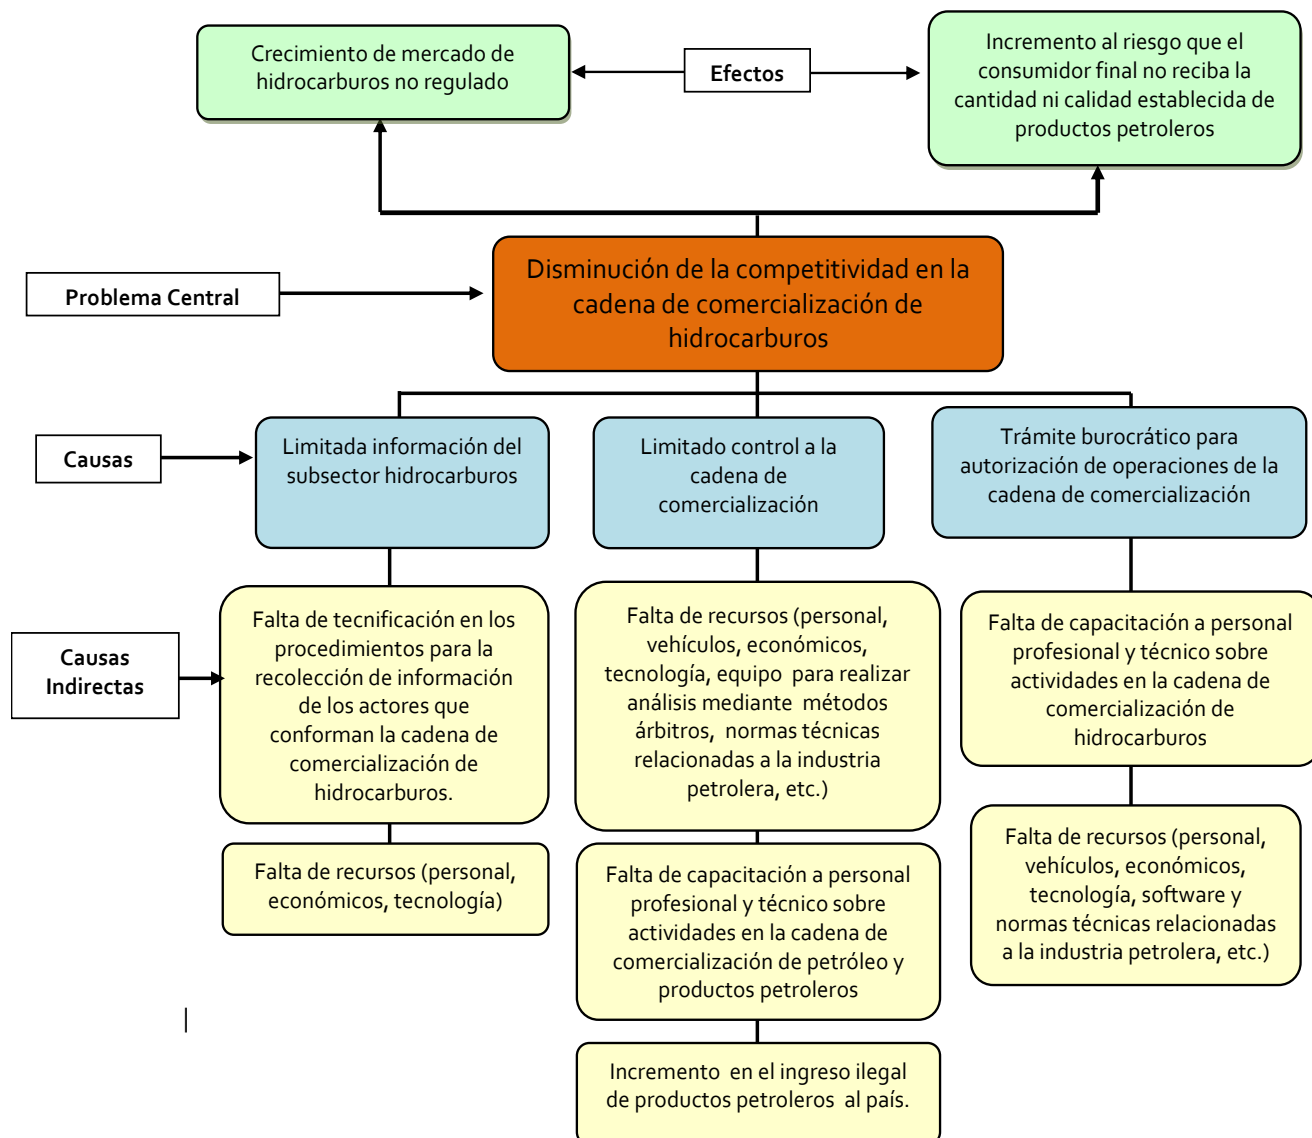 Crecimiento de mercado de
hidrocarburos no regulado
Efectos
Incremento al riesgo que el
consumidor final no reciba la
cantidad ni calidad establecida de
productos petroleros
Problema Central
Disminución de la competitividad en la
cadena de comercialización de
hidrocarburos
Causas
Limitada información del
subsector hidrocarburos
Limitado control a la
cadena de
comercialización
Trámite burocrático para
autorización de operaciones de la
cadena de comercialización
Causas
Indirectas
Falta de tecnificación en los
procedimientos para la
recolección de información
de los actores que
conforman la cadena de
comercialización de
hidrocarburos.
Falta de recursos (personal,
económicos, tecnología)
Falta de recursos (personal,
vehículos, económicos,
tecnología, equipo para realizar
análisis mediante métodos
árbitros, normas técnicas
relacionadas a la industria
petrolera, etc.)
Falta de capacitación a personal
profesional y técnico sobre
actividades en la cadena de
comercialización de petróleo y
productos petroleros
Incremento en el ingreso ilegal
de productos petroleros al país.
Falta de capacitación a personal
profesional y técnico sobre
actividades en la cadena de
comercialización de
hidrocarburos
Falta de recursos (personal,
vehículos, económicos,
tecnología, software y
normas técnicas relacionadas
a la industria petrolera, etc.)